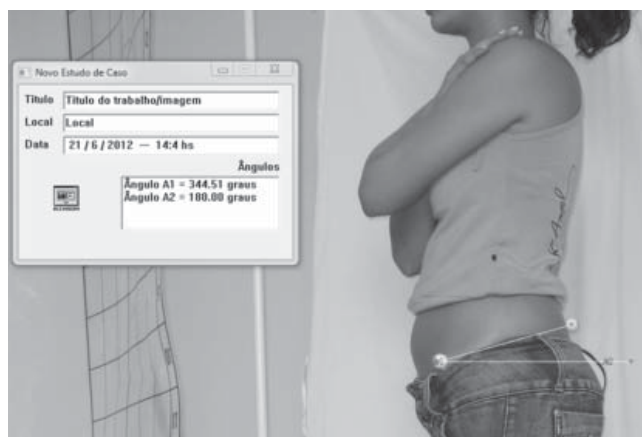 Novo Estudo de Caso
Titulo Título do trabalho/imagem
Local Local
Data 21 / 6 / 2012 — 14:4 hs
Ângulos
Ângulo A1 = 344.51 graus
Ângulo A2 = 180.00 graus